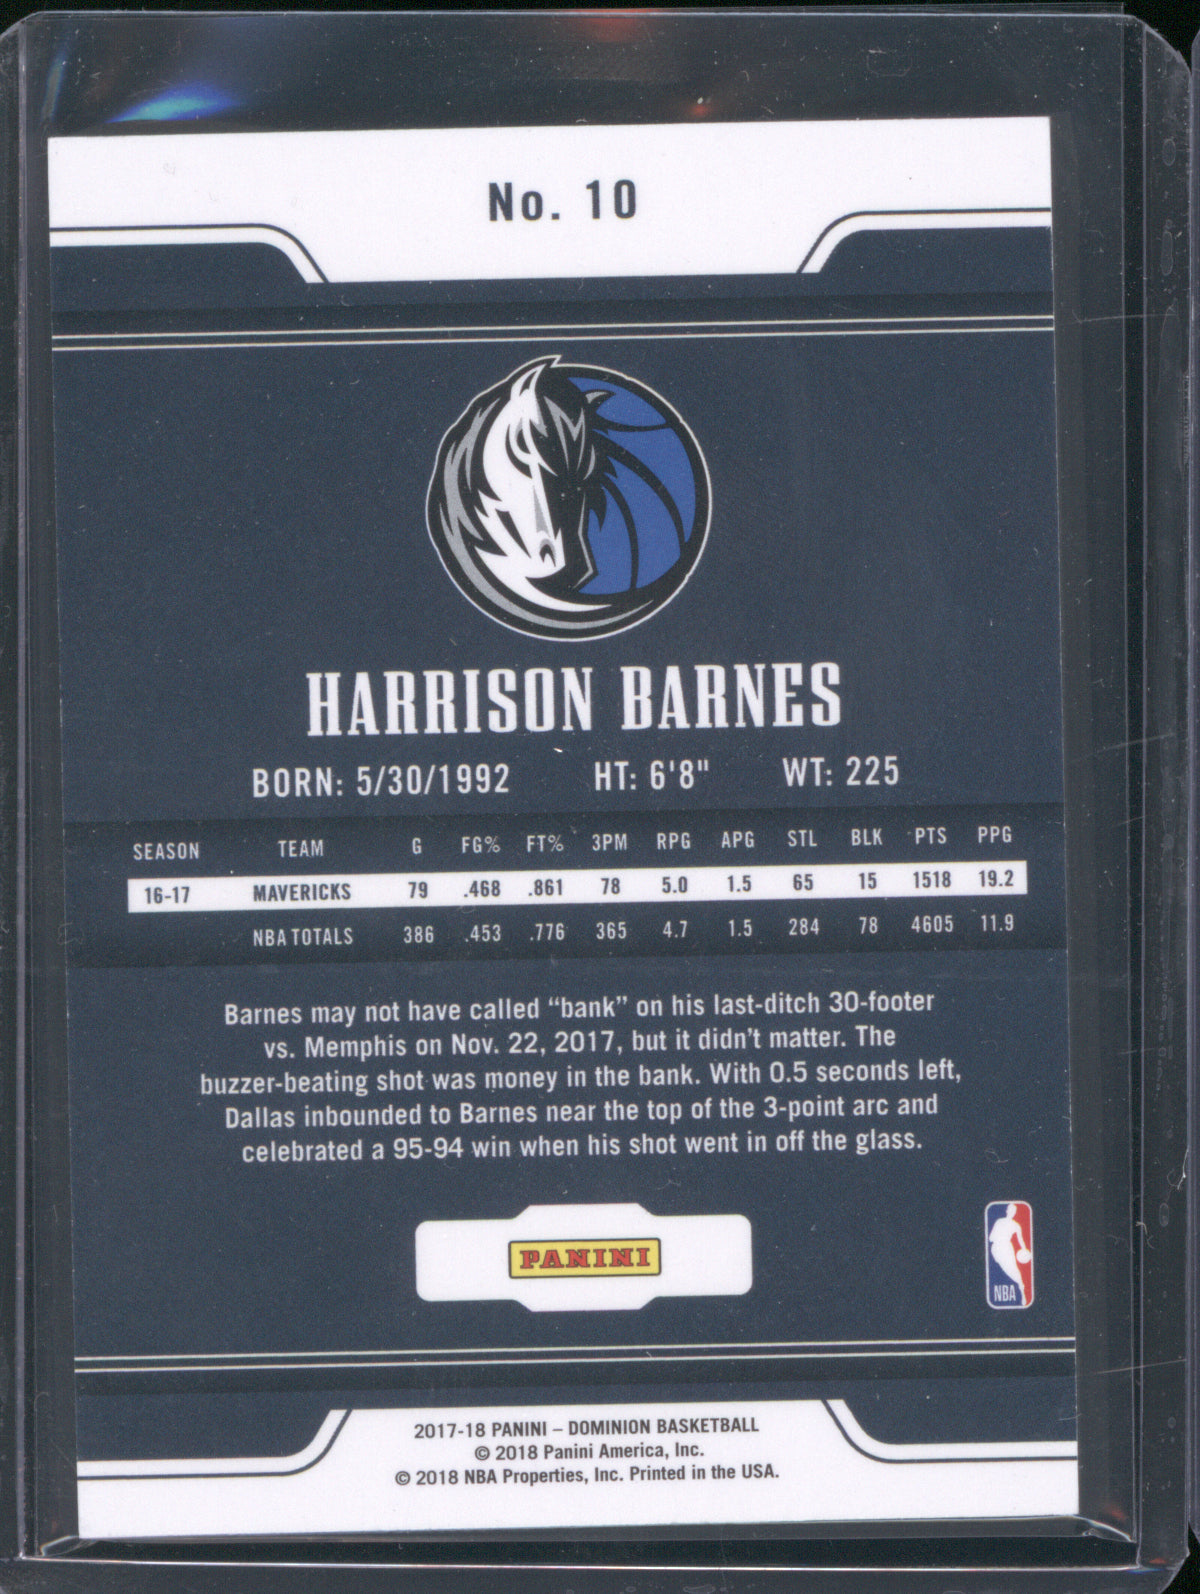 No. 10
HARRISON BARNES
BORN: 5/30/1992 HT: 6'8" WT: 225
SEASON TEAM G FG% FT% 3PM RPG APG STL BLK PTS PPG
16-17 MAVERICKS 79 .468 .861 78 5.0 1.5 65 15 1518 19.2
NBA TOTALS 386 .453 .776 365 4.7 1.5 284 78 4605 11.9
Barnes may not have called “bank” on his last-ditch 30-footer
vs. Memphis on Nov. 22, 2017, but it didn’t matter. The
buzzer-beating shot was money in the bank. With 0.5 seconds left,
Dallas inbounded to Barnes near the top of the 3-point arc and
celebrated a 95-94 win when his shot went in off the glass.
PANINI
NBA
2017-18 PANINI – DOMINION BASKETBALL
© 2018 Panini America, Inc.
© 2018 NBA Properties, Inc. Printed in the USA.